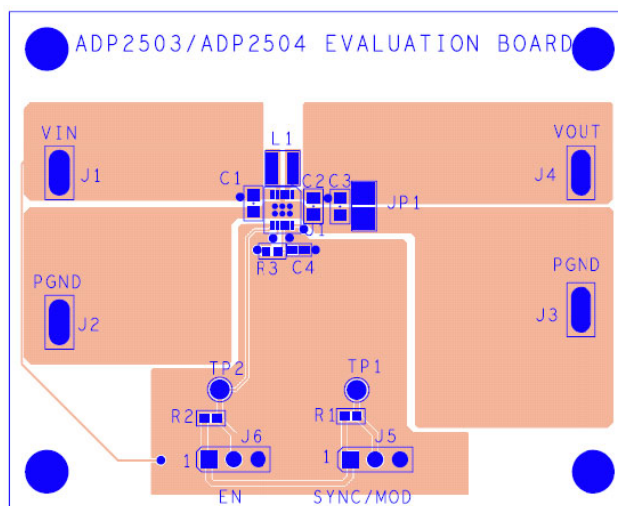 ADP2503/ADP2504 EVALUATION BOARD
VIN
J1
L1
C1
C2
C3
JP1
VOUT
J4
U1
R3
C4
PGND
J2
PGND
J3
TP2
TP1
R2
R1
J6
J5
1
1
EN
SYNC/MOD